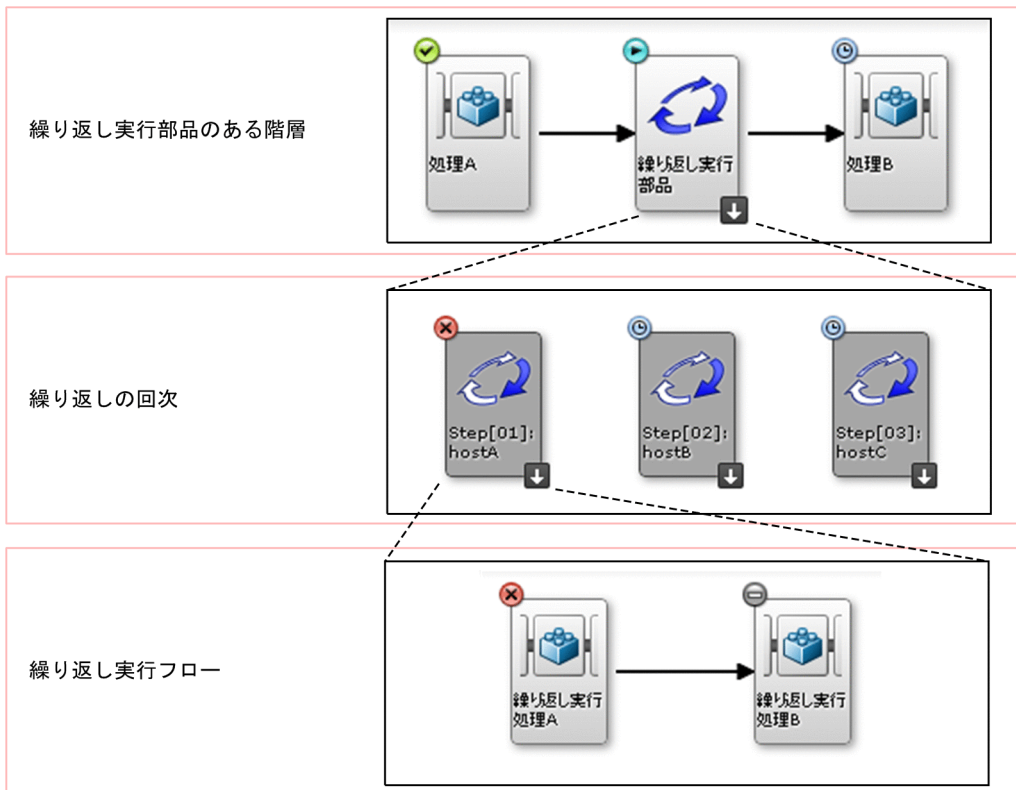 繰り返し実行部品のある階層
処理A
繰り返し実行
部品
処理B
繰り返しの回次
Step[01]:
hostA
Step[02]:
hostB
Step[03]:
hostC
繰り返し実行フロー
繰り返し実行
処理A
繰り返し実行
処理B